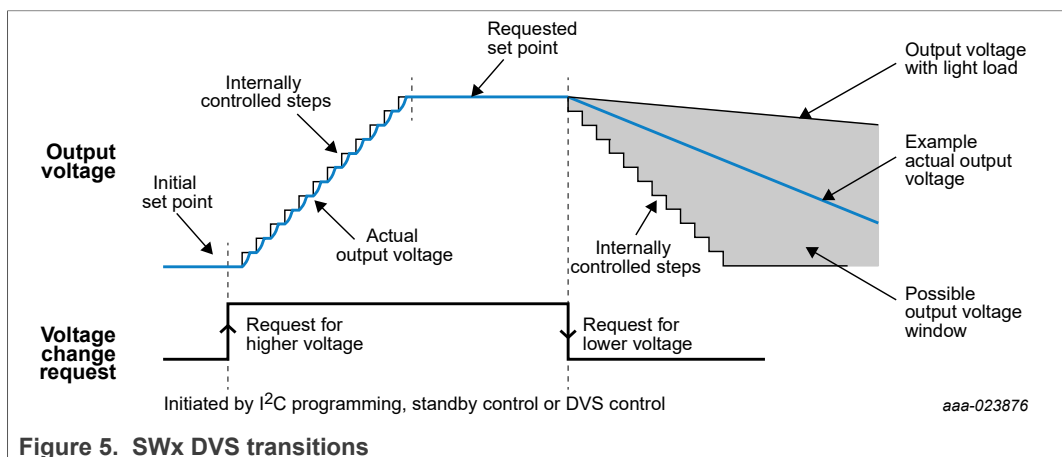 Requested
set point
Output voltage
with light load
Internally
controlled steps
Output
voltage
Example
actual output
voltage
Initial
set point
Actual
output voltage
Internally
controlled steps
Possible
output voltage
window
Voltage
change
request
Request for
higher voltage
Request for
lower voltage
Initiated by I²C programming, standby control or DVS control
aaa-023876
Figure 5. SWx DVS transitions